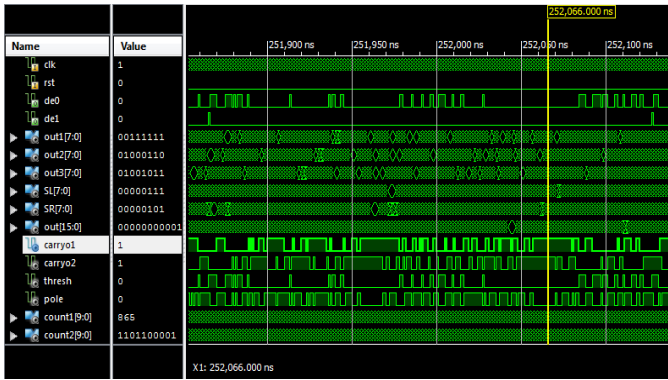 252,066.000 ns
Name Value
251,900 ns 251,950 ns 252,000 ns 252,050 ns 252,100 ns
clk 1
rst 0
de0 0
de1 0
out1[7:0] 00111111
out2[7:0] 01000110
out3[7:0] 01001011
SL[7:0] 00000111
SR[7:0] 00000101
out[15:0] 00000000001
carryo1 1
carryo2 1
thresh 0
pole 0
count1[9:0] 865
count2[9:0] 1101100001
X1: 252,066.000 ns